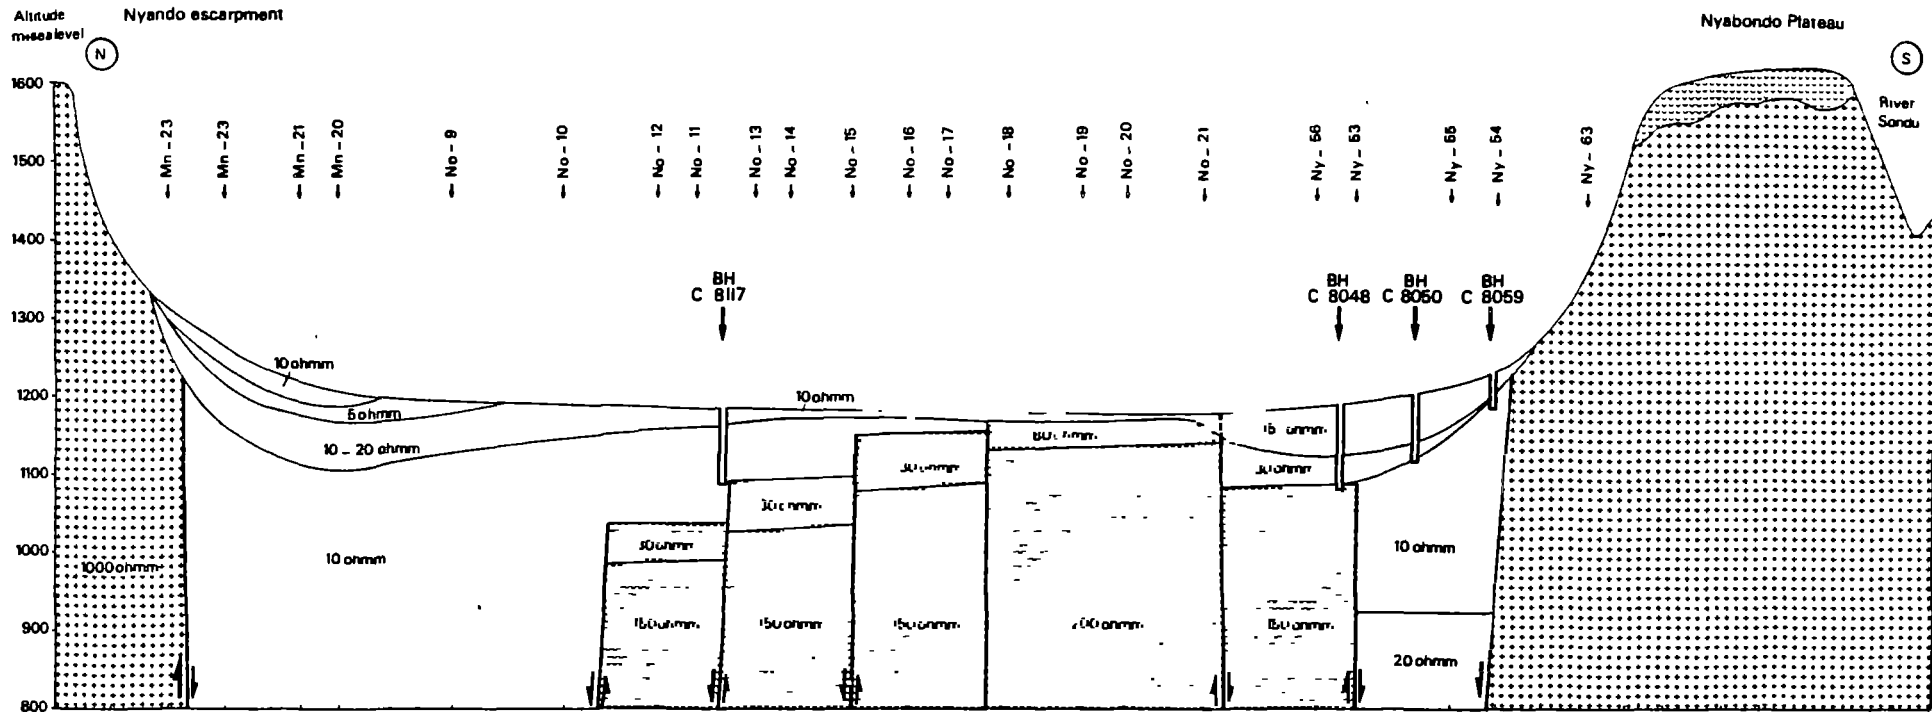 Altitude
m+sea level
Nyando escarpment
N
Nyabondo Plateau
S
River
Sondu
1600
1500
1400
1300
1200
1100
1000
900
800
← Mn - 23
← Mn - 23
← Mn - 21
← Mn - 20
← No - 9
← No - 10
← No - 12
← No - 11
← No - 13
← No - 14
← No - 15
← No - 16
← No - 17
← No - 18
← No - 19
← No - 20
← No - 21
← Ny - 56
← Ny - 53
← Ny - 55
← Ny - 54
← Ny - 63
BH
C 8117
BH
C 8048
BH
C 8050
BH
C 8059
10 ohmm
5 ohmm
10 - 20 ohmm
10 ohmm
15 ohmm
30 ohmm
30 ohmm
30 ohmm
30 ohmm
1000 ohmm
10 ohmm
10 ohmm
150 ohmm
150 ohmm
150 ohmm
200 ohmm
150 ohmm
20 ohmm